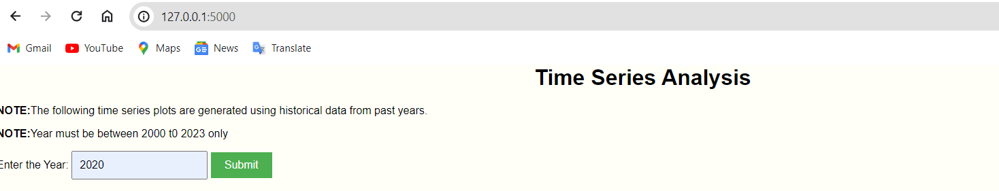 127.0.0.1:5000
Gmail YouTube Maps News Translate
Time Series Analysis
NOTE:The following time series plots are generated using historical data from past years.
NOTE:Year must be between 2000 t0 2023 only
Enter the Year: 2020 Submit